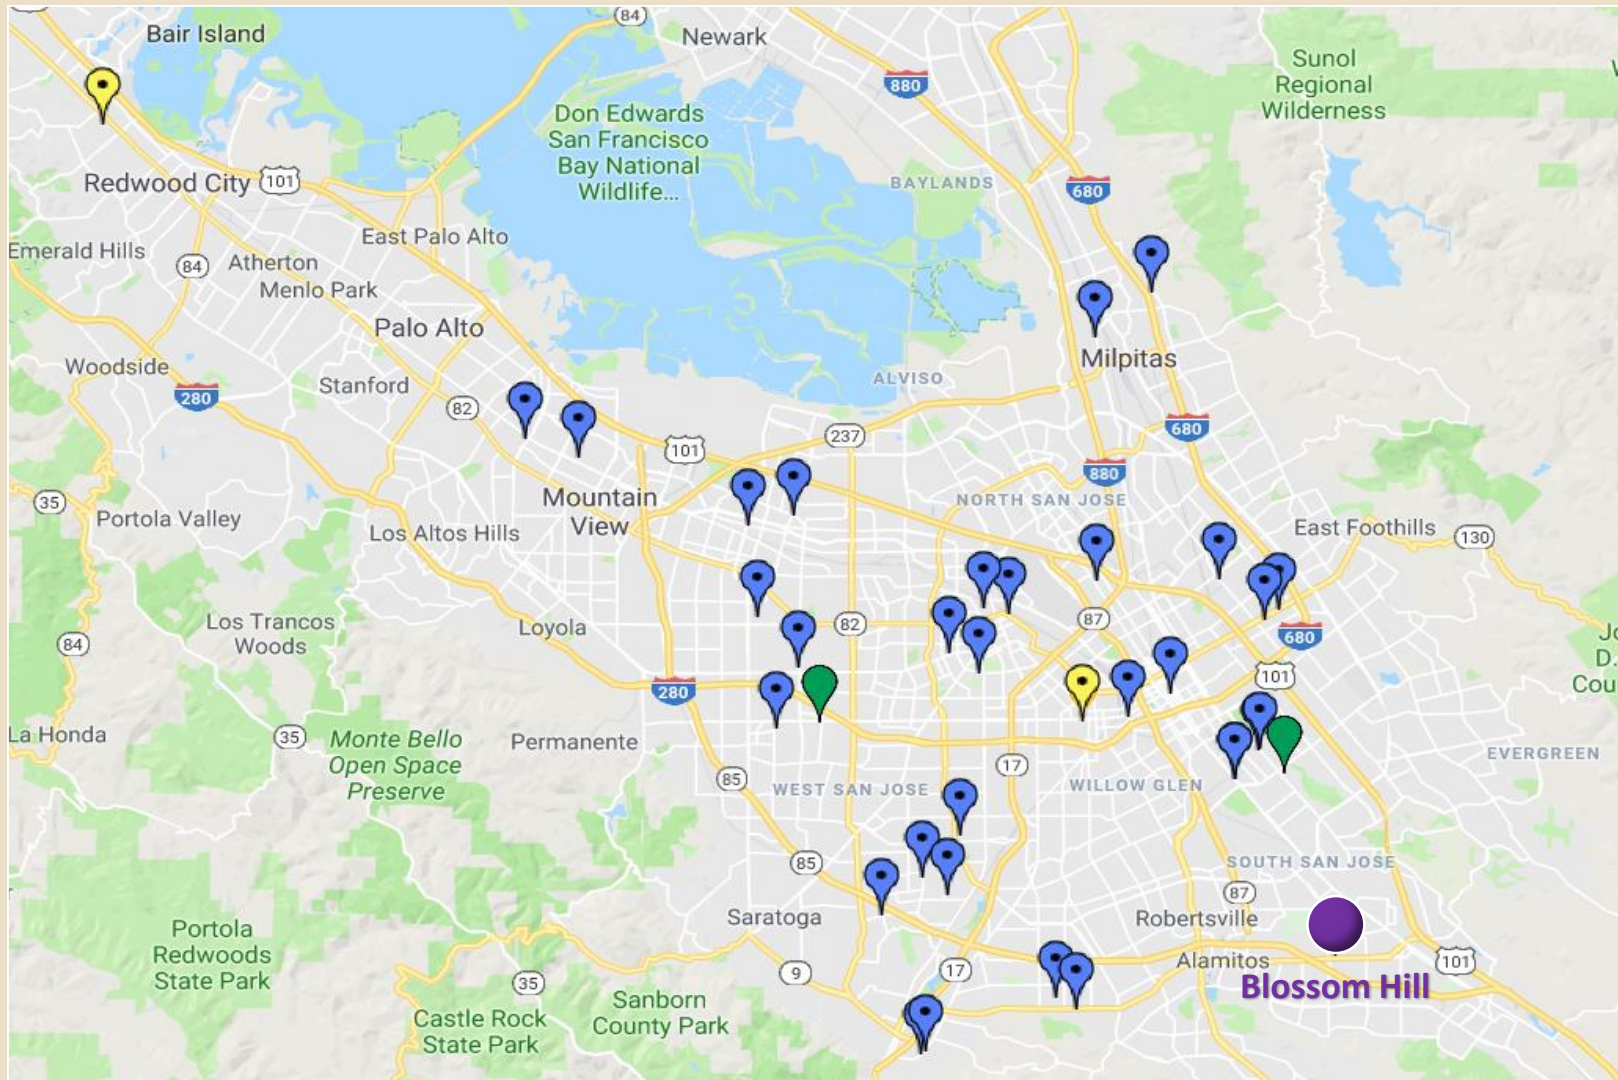 84
Bair Island
Newark
880
Sunol
Regional
Wilderness
Don Edwards
San Francisco
Bay National
Wildlife...
Redwood City
101
BAYLANDS
680
East Palo Alto
Emerald Hills
84
Atherton
Menlo Park
Palo Alto
Milpitas
Woodside
280
Stanford
ALVISO
82
237
680
101
880
35
Mountain
View
NORTH SAN JOSE
Portola Valley
Los Altos Hills
East Foothills
130
Los Trancos
Woods
Loyola
82
87
680
84
Jo
D.
Cou
280
101
La Honda
35
Monte Bello
Open Space
Preserve
Permanente
EVERGREEN
85
17
WEST SAN JOSE
WILLOW GLEN
85
SOUTH SAN JOSE
87
Saratoga
Robertsville
Portola
Redwoods
State Park
Alamitos
101
9
17
35
Blossom Hill
Sanborn
County Park
Castle Rock
State Park